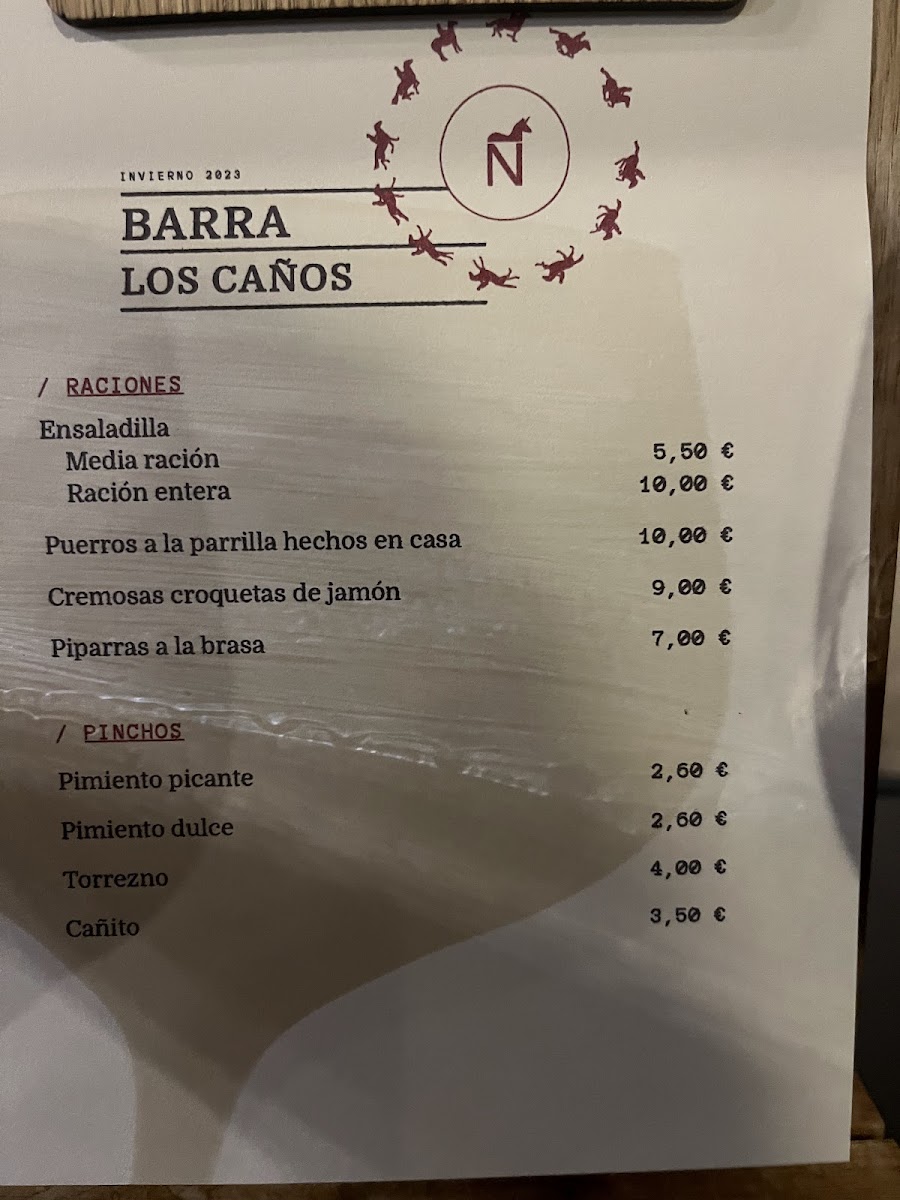 INVIERNO 2023
BARRA
LOS CAÑOS
Ñ
/ RACIONES
Ensaladilla
Media ración 5,50 €
Ración entera 10,00 €
Puerros a la parrilla hechos en casa 10,00 €
Cremosas croquetas de jamón 9,00 €
Piparras a la brasa 7,00 €
/ PINCHOS
Pimiento picante 2,60 €
Pimiento dulce 2,60 €
Torrezno 4,00 €
Cañito 3,50 €